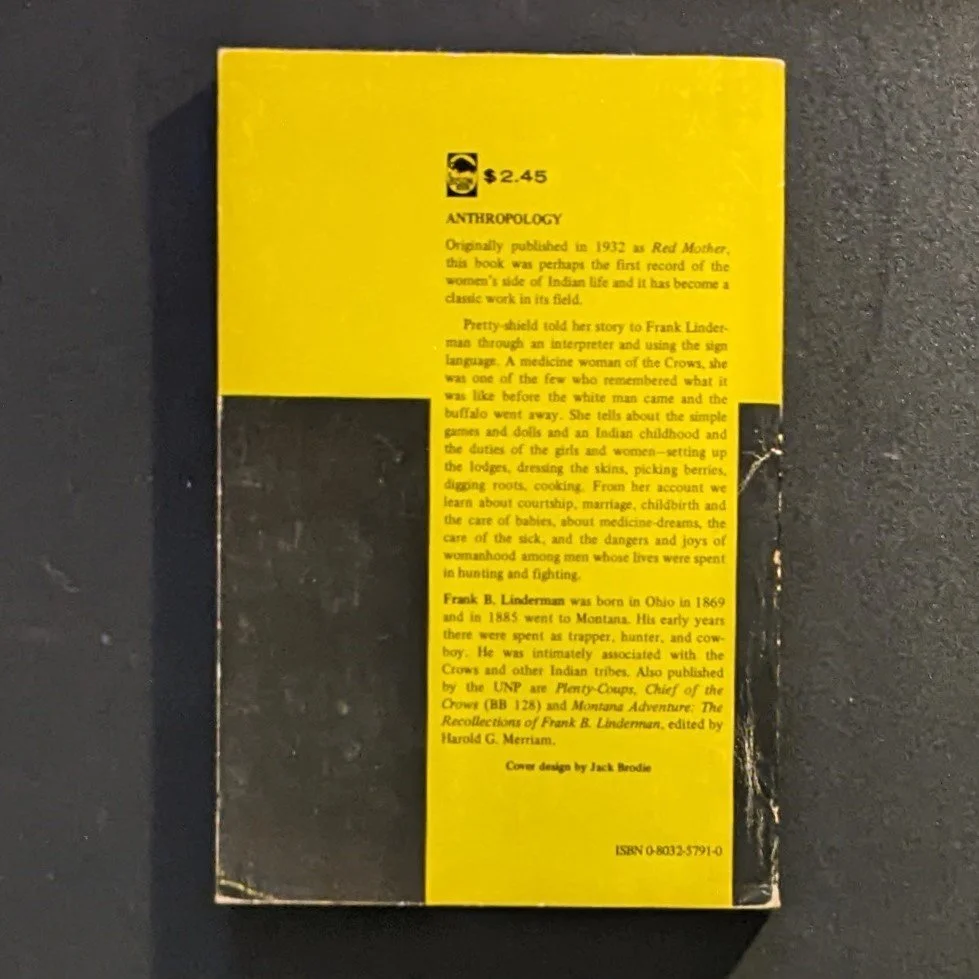 $2.45
ANTHROPOLOGY
Originally published in 1932 as Red Mother,
this book was perhaps the first record of the
women's side of Indian life and it has become a
classic work in its field.
Pretty-shield told her story to Frank Linder-
man through an interpreter and using the sign
language. A medicine woman of the Crows, she
was one of the few who remembered what it
was like before the white man came and the
buffalo went away. She tells about the simple
games and dolls and an Indian childhood and
the duties of the girls and women—setting up
the lodges, dressing the skins, picking berries,
digging roots, cooking. From her account we
learn about courtship, marriage, childbirth and
the care of babies, about medicine-dreams, the
care of the sick, and the dangers and joys of
womanhood among men whose lives were spent
in hunting and fighting.
Frank B. Linderman was born in Ohio in 1869
and in 1885 went to Montana. His early years
there were spent as trapper, hunter, and cow-
boy. He was intimately associated with the
Crows and other Indian tribes. Also published
by the UNP are Plenty-Coups, Chief of the
Crows (BB 128) and Montana Adventure: The
Recollections of Frank B. Linderman, edited by
Harold G. Merriam.
Cover design by Jack Brodie
ISBN 0-8032-5791-0